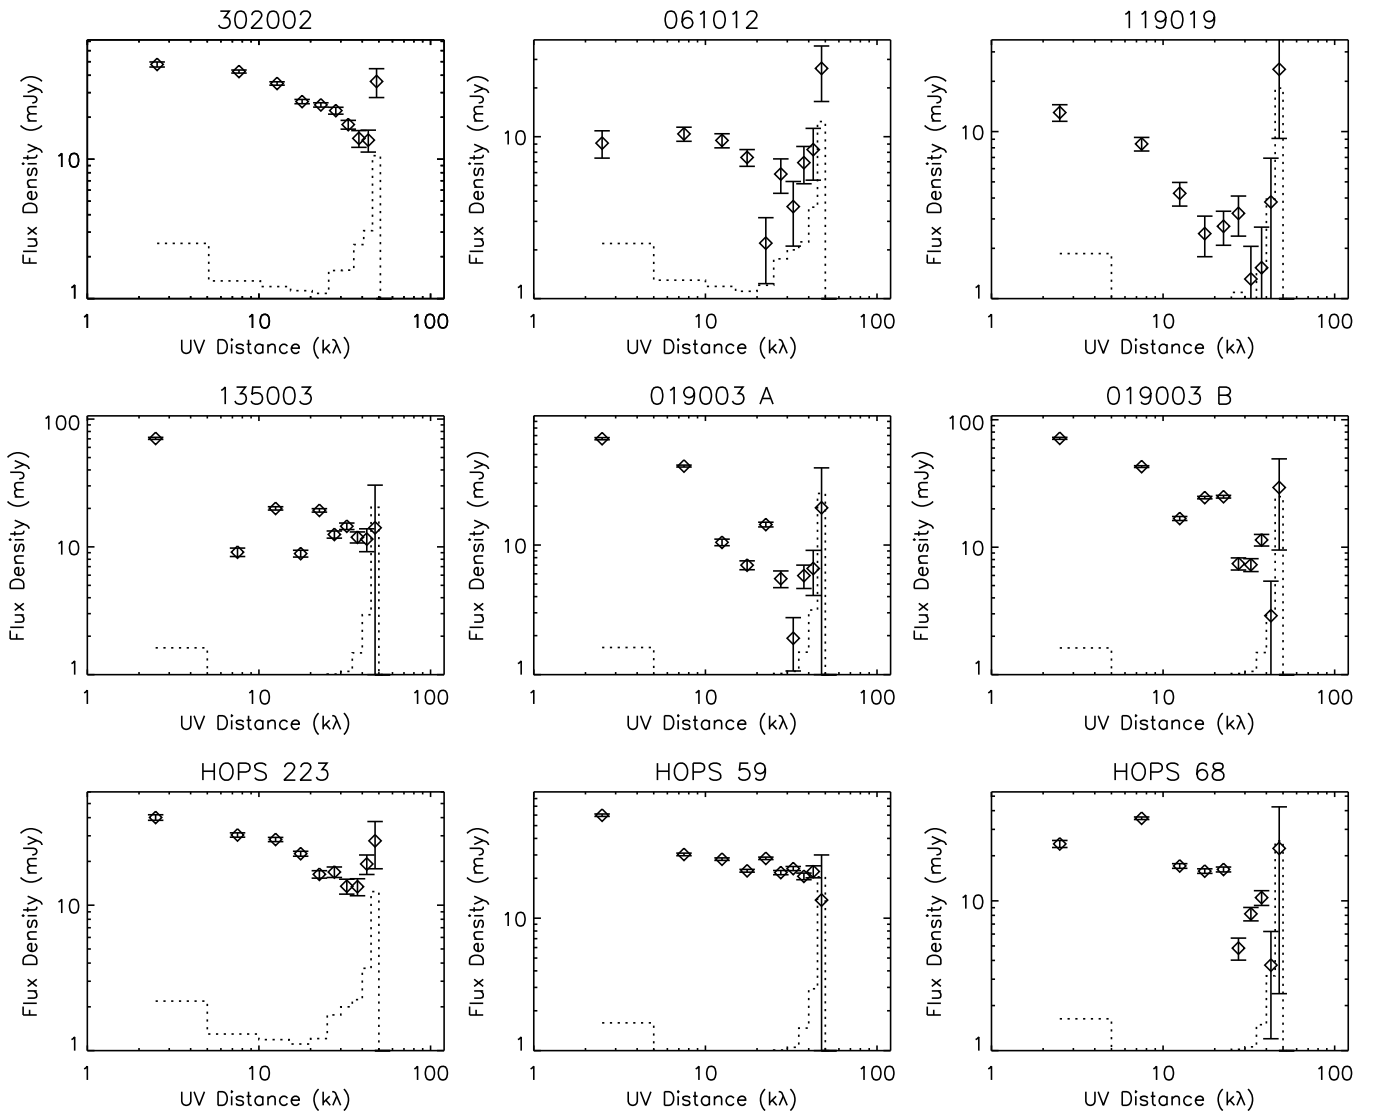 302002
061012
119019
Flux Density (mJy)
10
1
1
10
100
UV Distance (kλ)
Flux Density (mJy)
10
1
1
10
100
UV Distance (kλ)
Flux Density (mJy)
10
1
1
10
100
UV Distance (kλ)
135003
019003 A
019003 B
Flux Density (mJy)
100
10
1
1
10
100
UV Distance (kλ)
Flux Density (mJy)
10
1
1
10
100
UV Distance (kλ)
Flux Density (mJy)
100
10
1
1
10
100
UV Distance (kλ)
HOPS 223
HOPS 59
HOPS 68
Flux Density (mJy)
10
1
1
10
100
UV Distance (kλ)
Flux Density (mJy)
10
1
1
10
100
UV Distance (kλ)
Flux Density (mJy)
10
1
1
10
100
UV Distance (kλ)